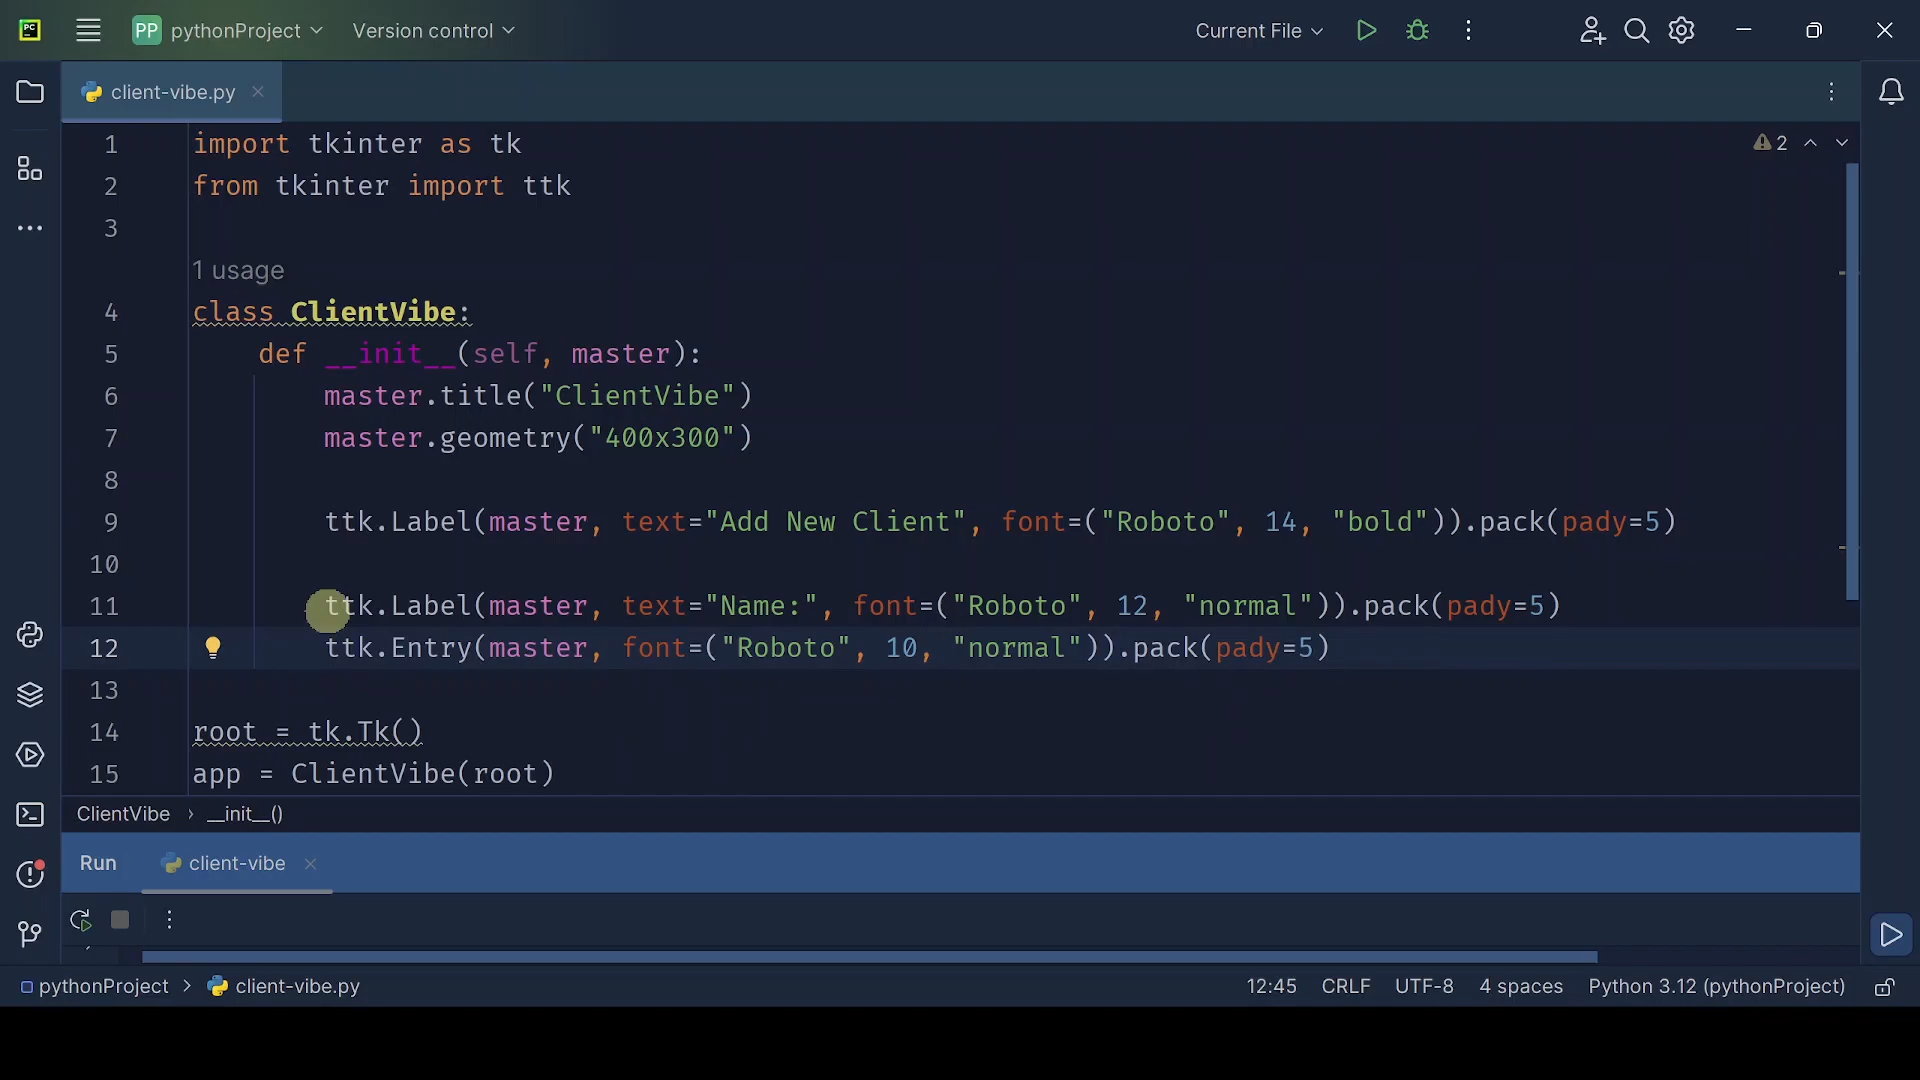 PC
PP pythonProject Version control Current File
client-vibe.py
2
1 import tkinter as tk
2 from tkinter import ttk
3
1 usage
4 class ClientVibe:
5 def __init__(self, master):
6 master.title("ClientVibe")
7 master.geometry("400x300")
8
9 ttk.Label(master, text="Add New Client", font=("Roboto", 14, "bold")).pack(pady=5)
10
11 ttk.Label(master, text="Name:", font=("Roboto", 12, "normal")).pack(pady=5)
12 ttk.Entry(master, font=("Roboto", 10, "normal")).pack(pady=5)
13
14 root = tk.Tk()
15 app = ClientVibe(root)
ClientVibe › __init__()
Run client-vibe
pythonProject > client-vibe.py 12:45 CRLF UTF-8 4 spaces Python 3.12 (pythonProject)